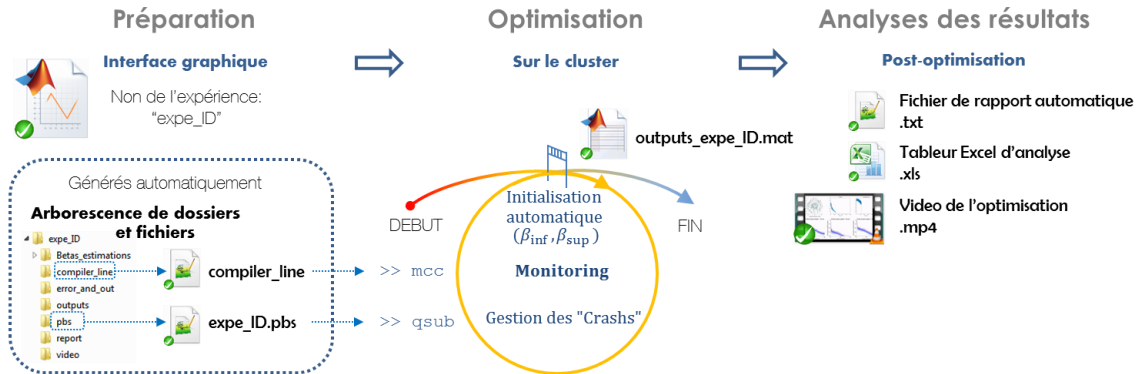 Préparation
Optimisation
Analyses des résultats
Interface graphique
Sur le cluster
Post-optimisation
Non de l'expérience:
"expe_ID"
outputs_expe_ID.mat
Fichier de rapport automatique
.txt
Tableur Excel d'analyse
.xls
Video de l'optimisation
.mp4
Générés automatiquement
Arborescence de dossiers
et fichiers
expe_ID
Betas_estimations
compiler_line
error_and_out
outputs
pbs
report
video
compiler_line
expe_ID.pbs
DEBUT
FIN
Initialisation
automatique
(β_inf, β_sup)
>> mcc
Monitoring
>> qsub
Gestion des "Crashs"